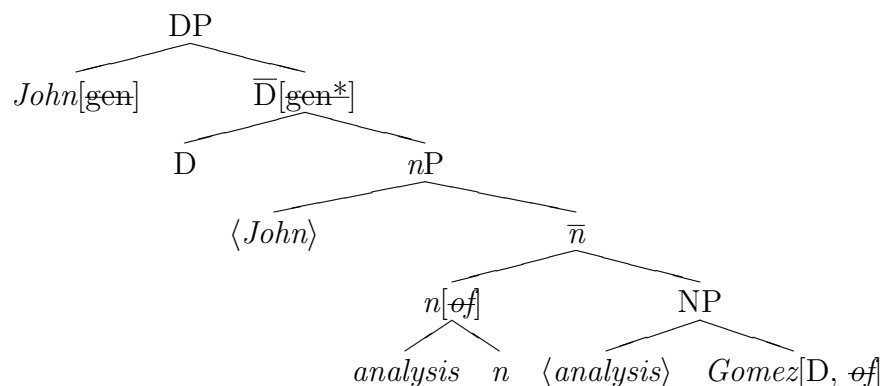 DP
John[gen] D̅[gen*]
D nP
⟨John⟩ n̅
n[of] NP
analysis n ⟨analysis⟩ Gomez[D, of]